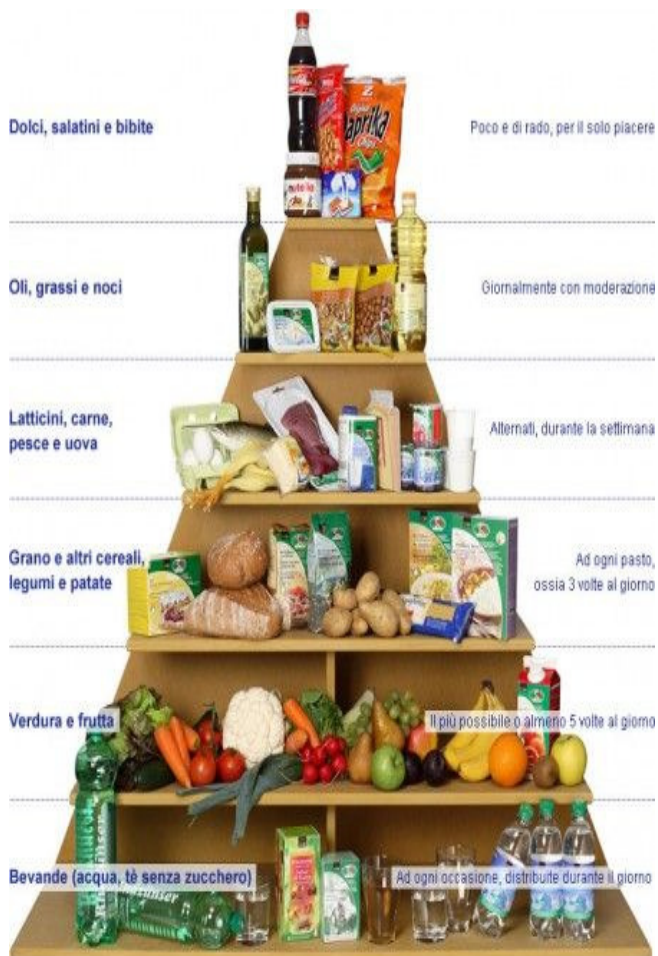 Dolci, salatini e bibite
Poco e di rado, per il solo piacere
Paprika
Chips
nutella
Oli, grassi e noci
Giornalmente con moderazione
Latticini, carne,
pesce e uova
Alternati, durante la settimana
Grano e altri cereali,
legumi e patate
Ad ogni pasto,
ossia 3 volte al giorno
Verdura e frutta
Il più possibile o almeno 5 volte al giorno
Bevande (acqua, tè senza zucchero)
Ad ogni occasione, distribuite durante il giorno